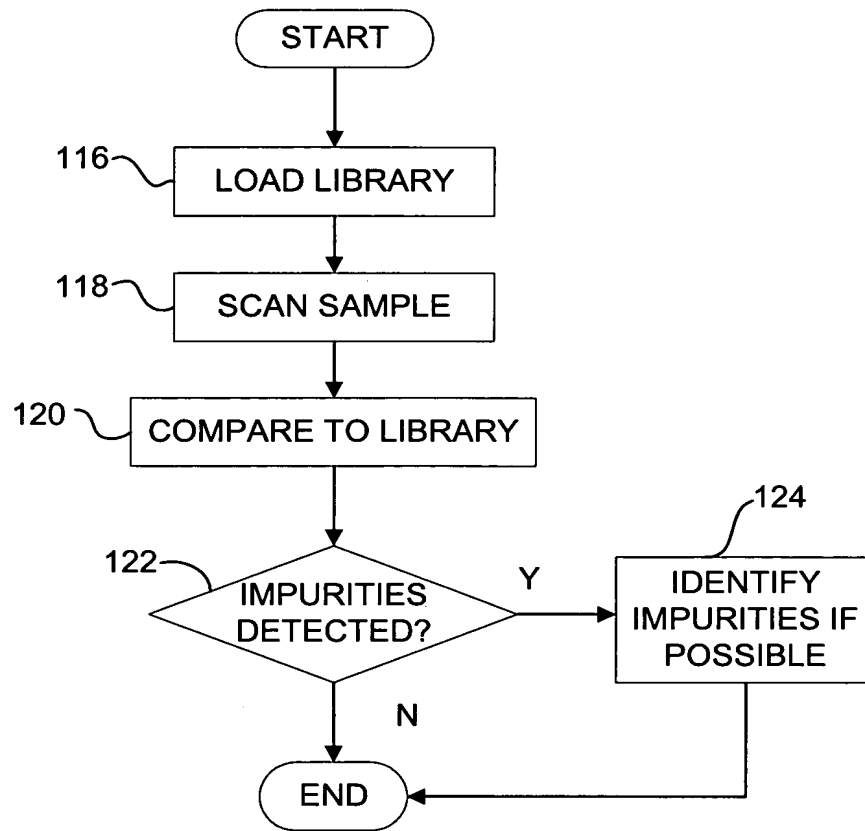 START
116
LOAD LIBRARY
118
SCAN SAMPLE
120
COMPARE TO LIBRARY
122
IMPURITIES
DETECTED?
Y
124
IDENTIFY
IMPURITIES IF
POSSIBLE
N
END